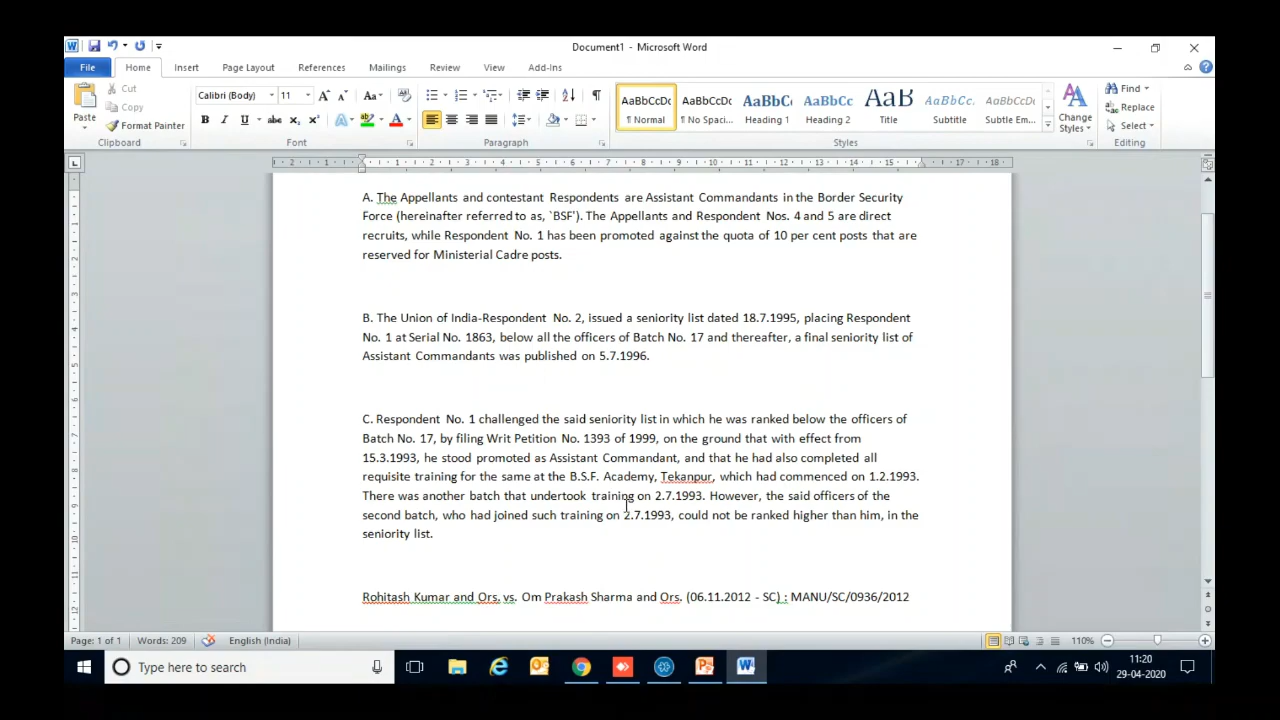 Document1 - Microsoft Word
File Home Insert Page Layout References Mailings Review View Add-Ins
Paste
Cut
Copy
Format Painter
Clipboard
Calibri (Body) 11
Font
Paragraph
AaBbCcDc AaBbCcDc AaBbC( AaBbCc AaB AaBbCc. AaBbCcDc
¶ Normal ¶ No Spaci... Heading 1 Heading 2 Title Subtitle Subtle Em...
Change Styles
Styles
Find
Replace
Select
Editing
A. The Appellants and contestant Respondents are Assistant Commandants in the Border Security
Force (hereinafter referred to as, `BSF'). The Appellants and Respondent Nos. 4 and 5 are direct
recruits, while Respondent No. 1 has been promoted against the quota of 10 per cent posts that are
reserved for Ministerial Cadre posts.
B. The Union of India-Respondent No. 2, issued a seniority list dated 18.7.1995, placing Respondent
No. 1 at Serial No. 1863, below all the officers of Batch No. 17 and thereafter, a final seniority list of
Assistant Commandants was published on 5.7.1996.
C. Respondent No. 1 challenged the said seniority list in which he was ranked below the officers of
Batch No. 17, by filing Writ Petition No. 1393 of 1999, on the ground that with effect from
15.3.1993, he stood promoted as Assistant Commandant, and that he had also completed all
requisite training for the same at the B.S.F. Academy, Tekanpur, which had commenced on 1.2.1993.
There was another batch that undertook training on 2.7.1993. However, the said officers of the
second batch, who had joined such training on 2.7.1993, could not be ranked higher than him, in the
seniority list.
Rohitash Kumar and Ors. vs. Om Prakash Sharma and Ors. (06.11.2012 - SC) : MANU/SC/0936/2012
Page: 1 of 1 Words: 209 English (India) 110%
Type here to search
11:20
29-04-2020